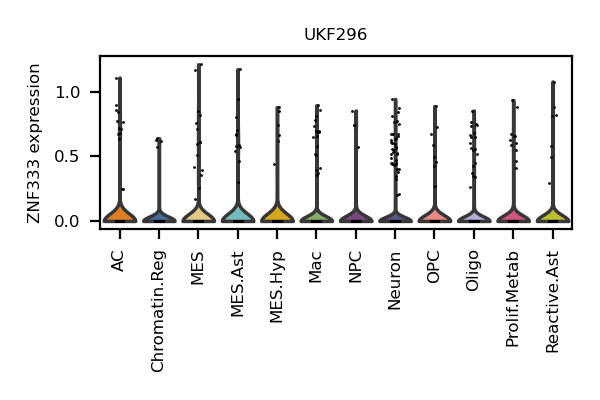 UKF296
ZNF333 expression
1.0
0.5
0.0
AC
Chromatin.Reg
MES
MES.Ast
MES.Hyp
Mac
NPC
Neuron
OPC
Oligo
Prolif.Metab
Reactive.Ast